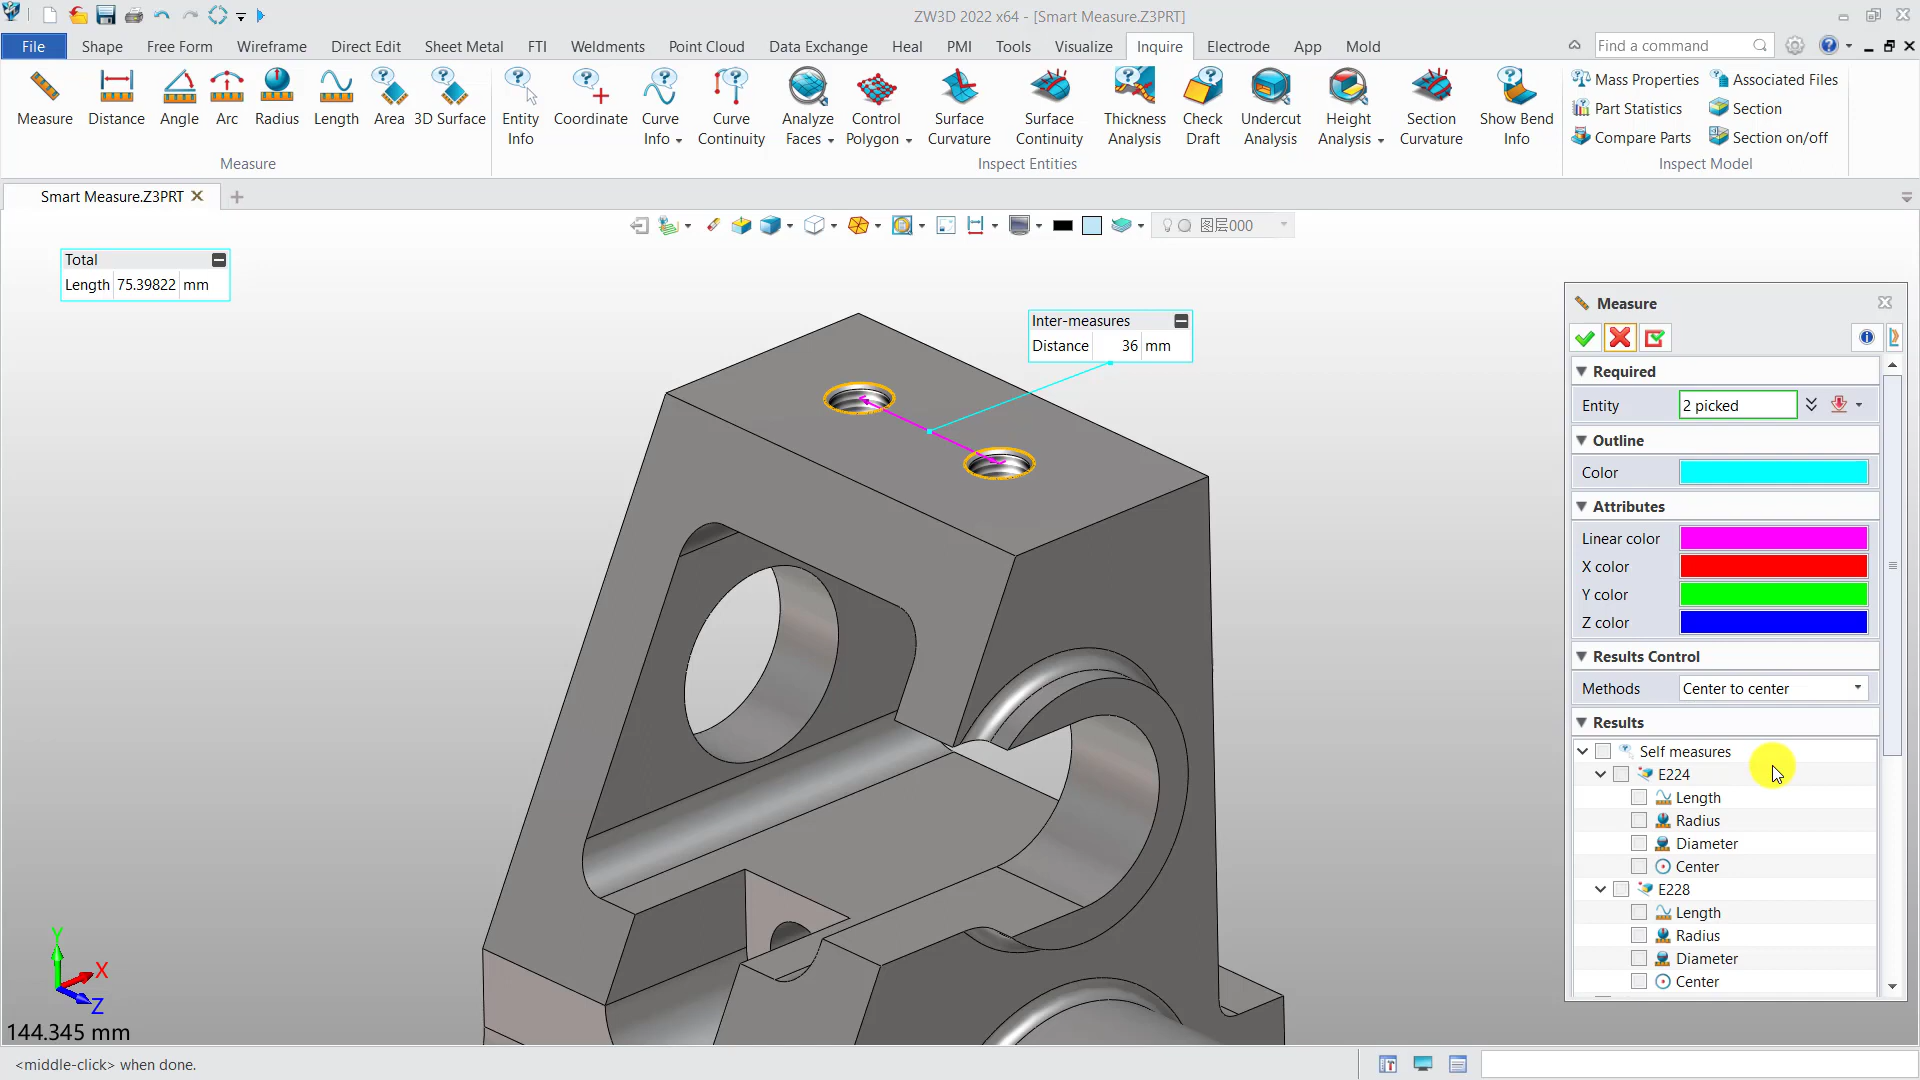 ZW3D 2022 x64 - [Smart Measure.Z3PRT]
File Shape Free Form Wireframe Direct Edit Sheet Metal FTI Weldments Point Cloud Data Exchange Heal PMI Tools Visualize Inquire Electrode App Mold Find a command
Measure Distance Angle Arc Radius Length Area 3D Surface
Measure
Entity Info Coordinate Curve Info Curve Continuity Analyze Faces Control Polygon Surface Curvature Surface Continuity Thickness Analysis Check Draft Undercut Analysis Height Analysis Section Curvature Show Bend Info
Inspect Entities
Mass Properties Associated Files
Part Statistics Section
Compare Parts Section on/off
Inspect Model
Smart Measure.Z3PRT
图层000
Total
Length 75.39822 mm
Inter-measures
Distance 36 mm
Measure
Required
Entity 2 picked
Outline
Color
Attributes
Linear color
X color
Y color
Z color
Results Control
Methods Center to center
Results
Self measures
E224
Length
Radius
Diameter
Center
E228
Length
Radius
Diameter
Center
Y
X
Z
144.345 mm
<middle-click> when done.